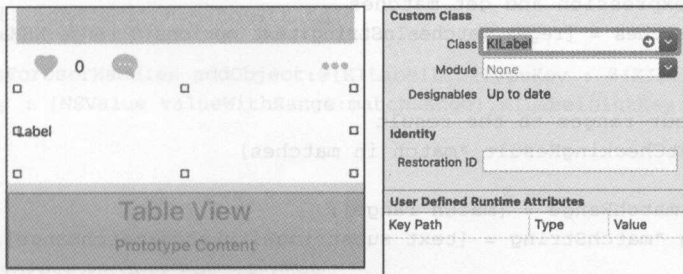 0
Label
Table View
Prototype Content
Custom Class
Class KILabel
Module None
Designables Up to date
Identity
Restoration ID
User Defined Runtime Attributes
Key Path Type Value